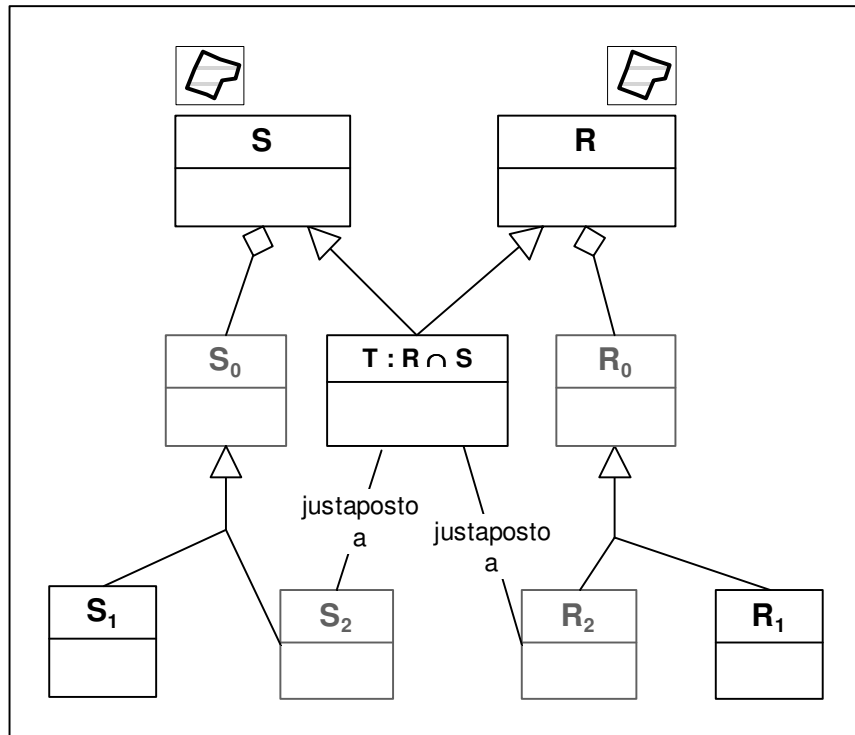 S
R
S₀
T : R ∩ S
R₀
justaposto
a
justaposto
a
S₁
S₂
R₂
R₁